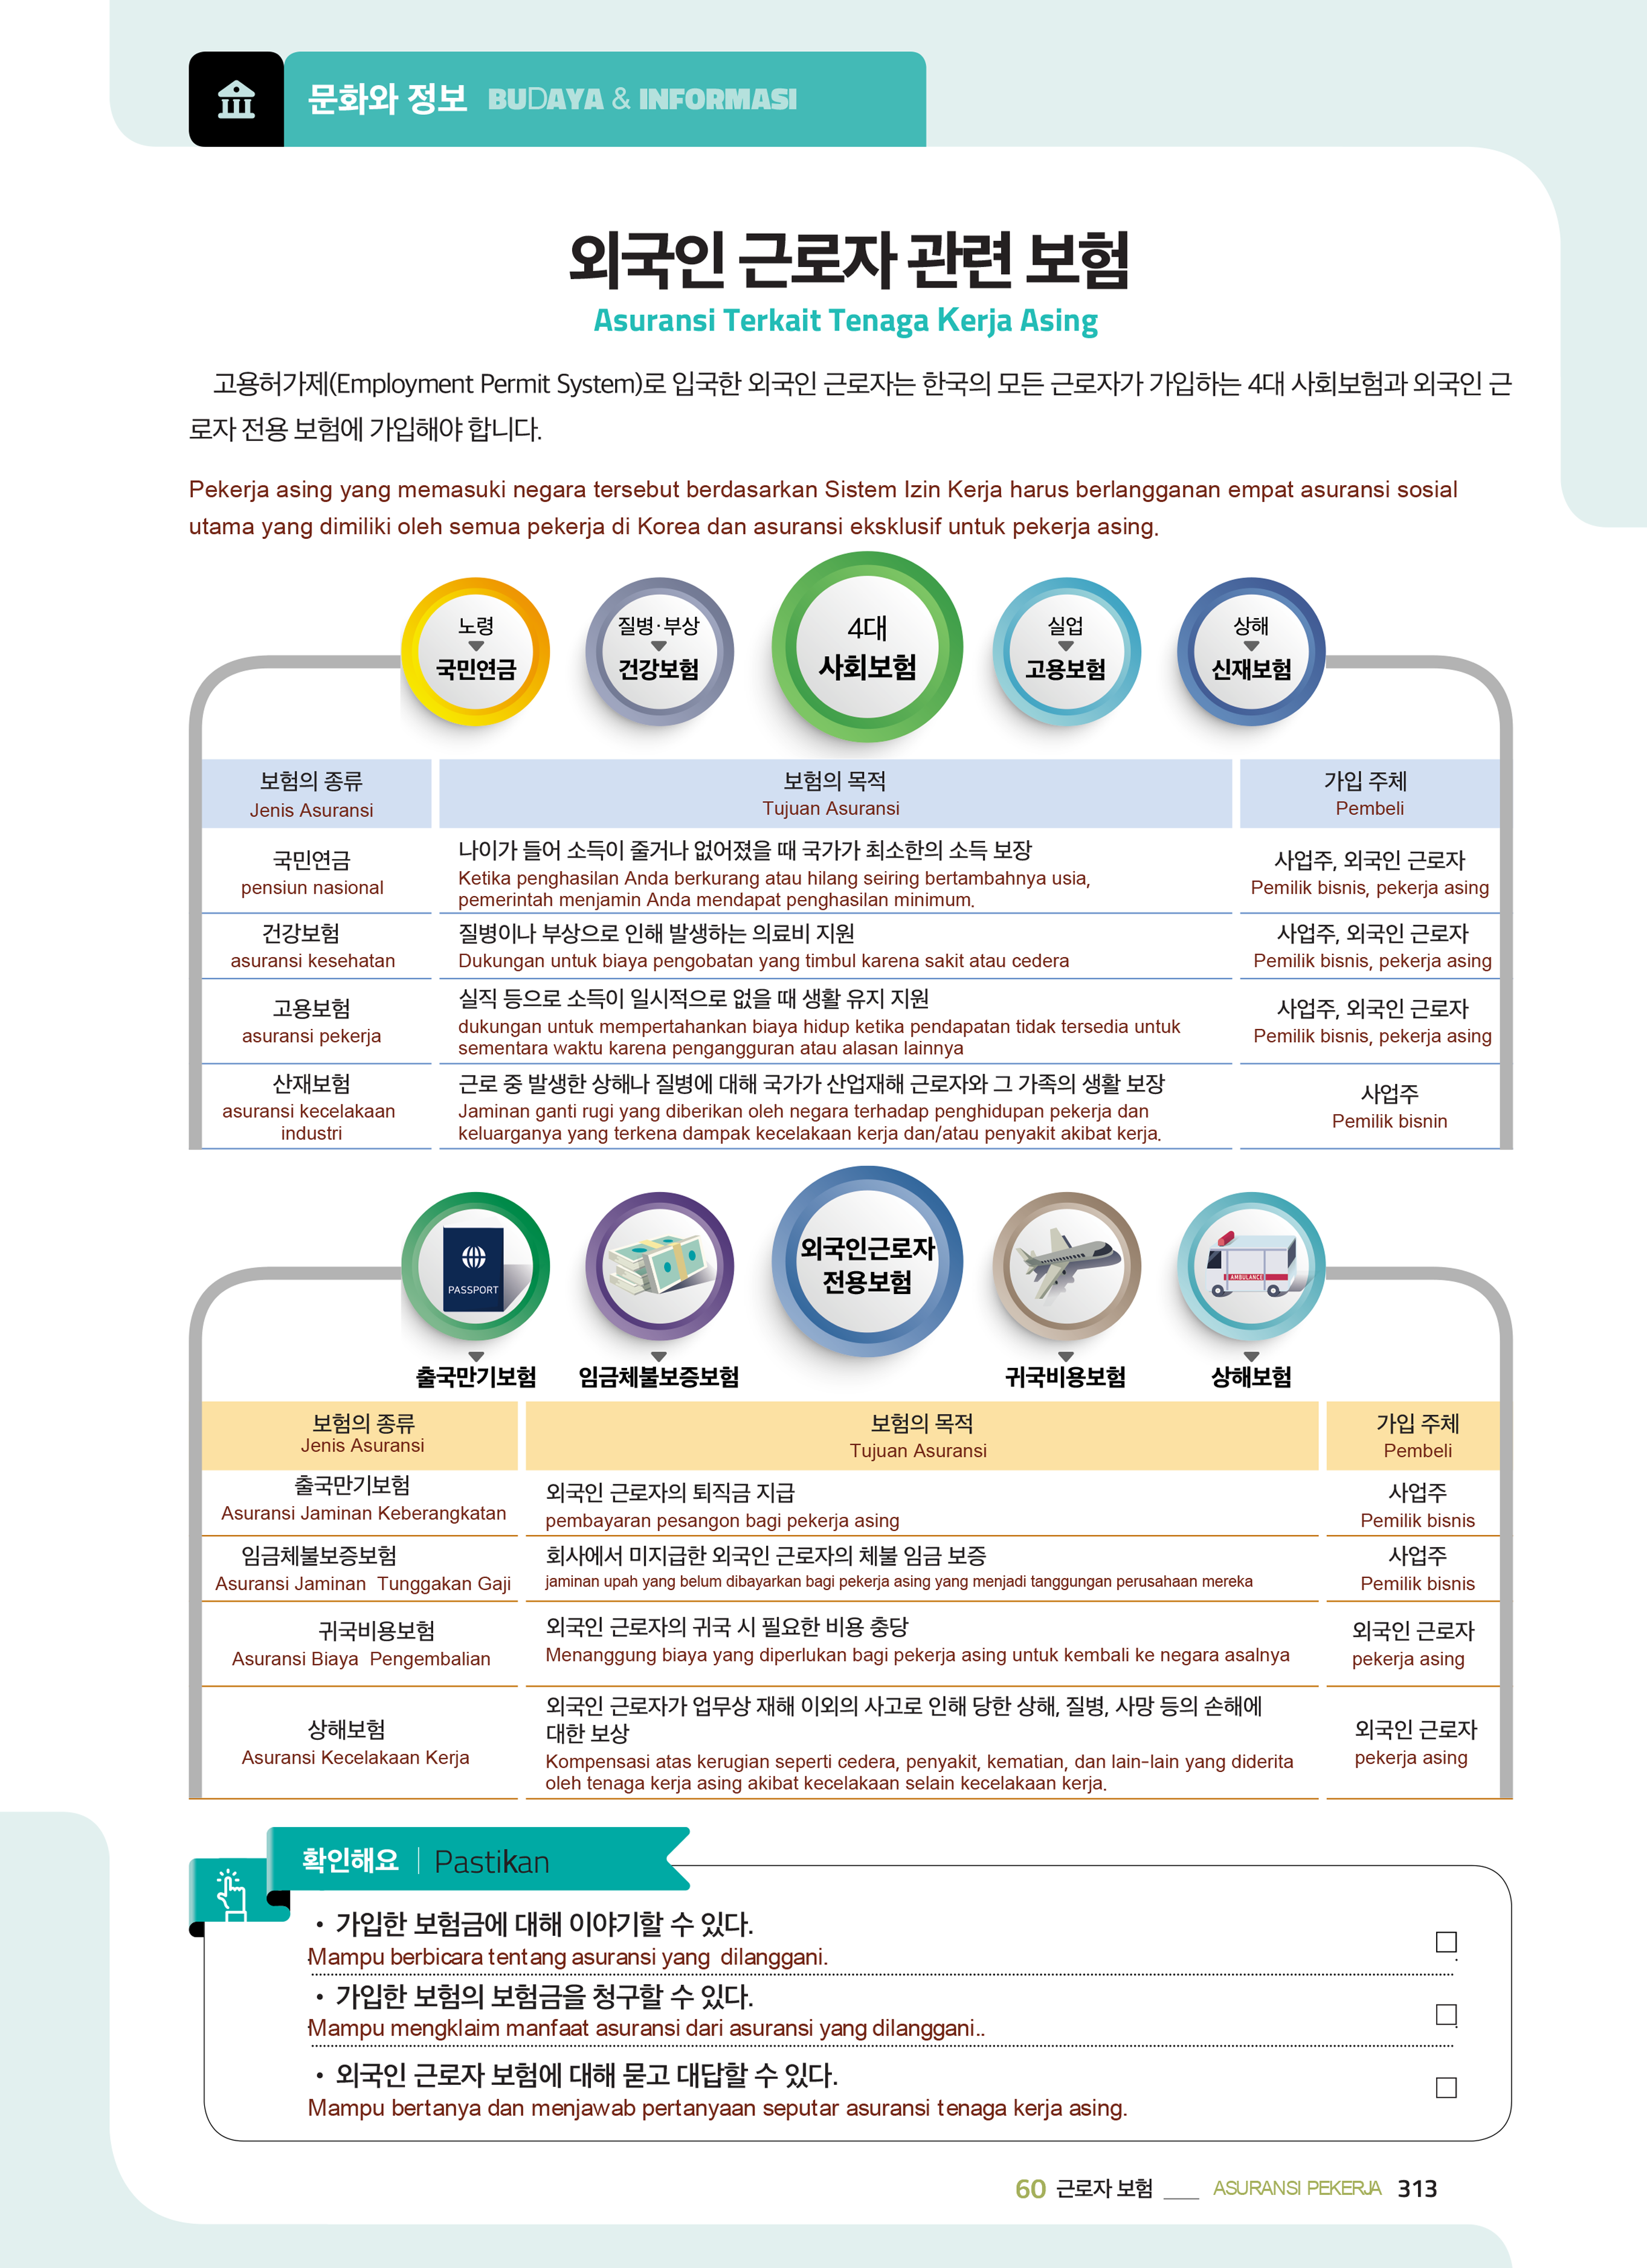 문화와 정보 BUDAYA & INFORMASI
외국인 근로자 관련 보험
Asuransi Terkait Tenaga Kerja Asing
고용허가제(Employment Permit System)로 입국한 외국인 근로자는 한국의 모든 근로자가 가입하는 4대 사회보험과 외국인 근
로자 전용 보험에 가입해야 합니다.
Pekerja asing yang memasuki negara tersebut berdasarkan Sistem Izin Kerja harus berlangganan empat asuransi sosial
utama yang dimiliki oleh semua pekerja di Korea dan asuransi eksklusif untuk pekerja asing.
노령
국민연금
질병·부상
건강보험
4대
사회보험
실업
고용보험
상해
신재보험
보험의 종류
Jenis Asuransi
보험의 목적
Tujuan Asuransi
가입 주체
Pembeli
국민연금
pensiun nasional
나이가 들어 소득이 줄거나 없어졌을 때 국가가 최소한의 소득 보장
Ketika penghasilan Anda berkurang atau hilang seiring bertambahnya usia,
pemerintah menjamin Anda mendapat penghasilan minimum.
사업주, 외국인 근로자
Pemilik bisnis, pekerja asing
건강보험
asuransi kesehatan
질병이나 부상으로 인해 발생하는 의료비 지원
Dukungan untuk biaya pengobatan yang timbul karena sakit atau cedera
사업주, 외국인 근로자
Pemilik bisnis, pekerja asing
고용보험
asuransi pekerja
실직 등으로 소득이 일시적으로 없을 때 생활 유지 지원
dukungan untuk mempertahankan biaya hidup ketika pendapatan tidak tersedia untuk
sementara waktu karena pengangguran atau alasan lainnya
사업주, 외국인 근로자
Pemilik bisnis, pekerja asing
산재보험
asuransi kecelakaan
industri
근로 중 발생한 상해나 질병에 대해 국가가 산업재해 근로자와 그 가족의 생활 보장
Jaminan ganti rugi yang diberikan oleh negara terhadap penghidupan pekerja dan
keluarganya yang terkena dampak kecelakaan kerja dan/atau penyakit akibat kerja.
사업주
Pemilik bisnin
PASSPORT
출국만기보험
임금체불보증보험
외국인근로자
전용보험
귀국비용보험
AMBULANCE
상해보험
보험의 종류
Jenis Asuransi
보험의 목적
Tujuan Asuransi
가입 주체
Pembeli
출국만기보험
Asuransi Jaminan Keberangkatan
외국인 근로자의 퇴직금 지급
pembayaran pesangon bagi pekerja asing
사업주
Pemilik bisnis
임금체불보증보험
Asuransi Jaminan Tunggakan Gaji
회사에서 미지급한 외국인 근로자의 체불 임금 보증
jaminan upah yang belum dibayarkan bagi pekerja asing yang menjadi tanggungan perusahaan mereka
사업주
Pemilik bisnis
귀국비용보험
Asuransi Biaya Pengembalian
외국인 근로자의 귀국 시 필요한 비용 충당
Menanggung biaya yang diperlukan bagi pekerja asing untuk kembali ke negara asalnya
외국인 근로자
pekerja asing
상해보험
Asuransi Kecelakaan Kerja
외국인 근로자가 업무상 재해 이외의 사고로 인해 당한 상해, 질병, 사망 등의 손해에
대한 보상
Kompensasi atas kerugian seperti cedera, penyakit, kematian, dan lain-lain yang diderita
oleh tenaga kerja asing akibat kecelakaan selain kecelakaan kerja.
외국인 근로자
pekerja asing
확인해요 | Pastikan
• 가입한 보험금에 대해 이야기할 수 있다.
Mampu berbicara tentang asuransi yang dilanggani.
• 가입한 보험의 보험금을 청구할 수 있다.
Mampu mengklaim manfaat asuransi dari asuransi yang dilanggani..
• 외국인 근로자 보험에 대해 묻고 대답할 수 있다.
Mampu bertanya dan menjawab pertanyaan seputar asuransi tenaga kerja asing.
60 근로자 보험 ___ ASURANSI PEKERJA 313